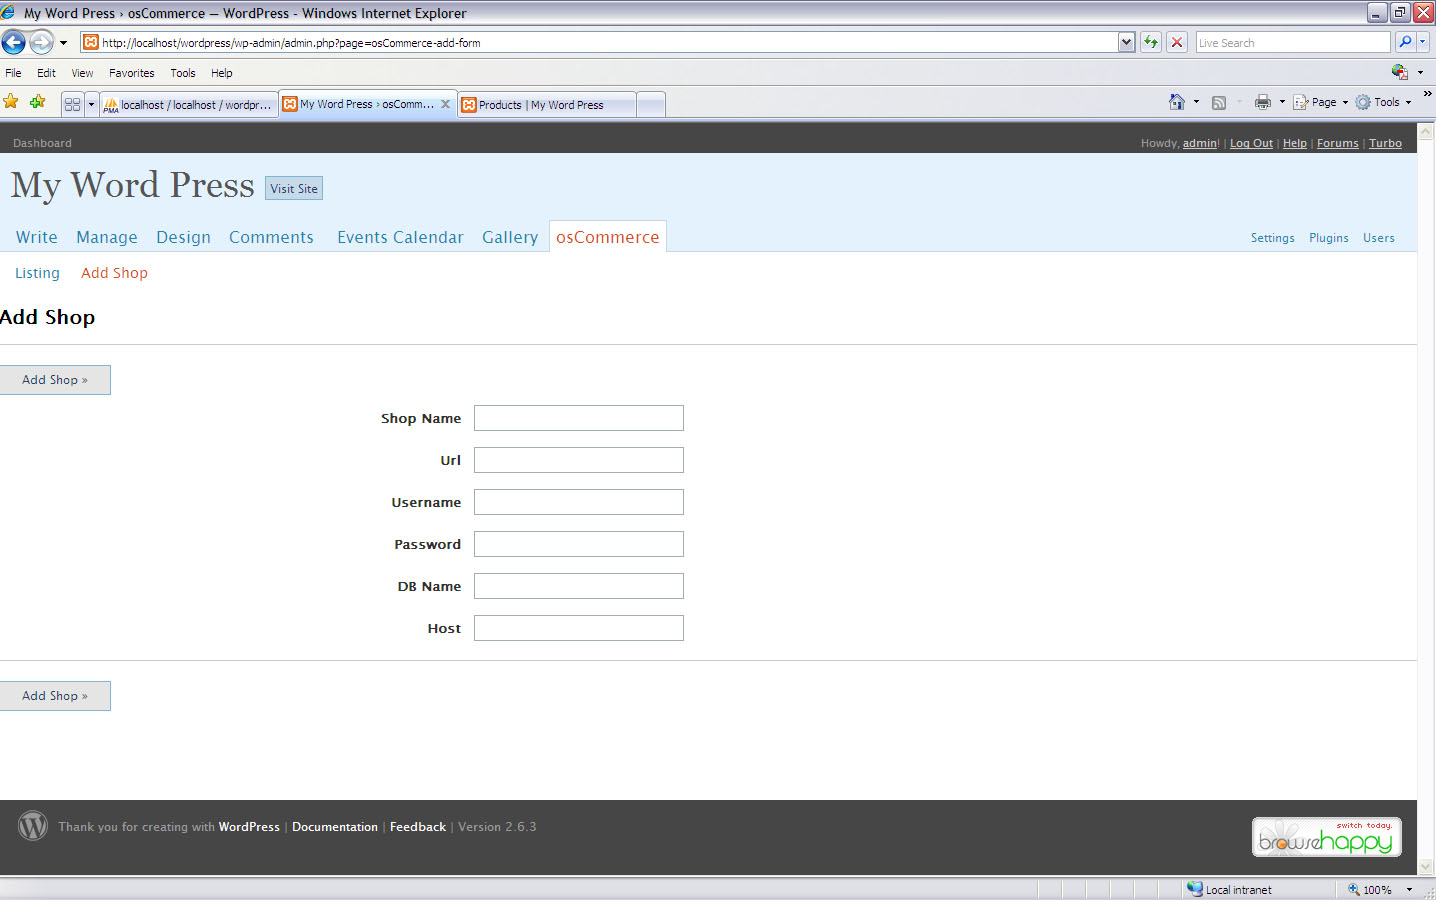 My Word Press › osCommerce — WordPress - Windows Internet Explorer
http://localhost/wordpress/wp-admin/admin.php?page=osCommerce-add-form
Live Search
File Edit View Favorites Tools Help
PMA localhost / localhost / wordpr... My Word Press › osComm... Products | My Word Press Page Tools »
Dashboard Howdy, admin! | Log Out | Help | Forums | Turbo
My Word Press Visit Site
Write Manage Design Comments Events Calendar Gallery osCommerce Settings Plugins Users
Listing Add Shop
Add Shop
Add Shop »
Shop Name
Url
Username
Password
DB Name
Host
Add Shop »
Thank you for creating with WordPress | Documentation | Feedback | Version 2.6.3
switch today.
browsehappy
Local intranet 100%